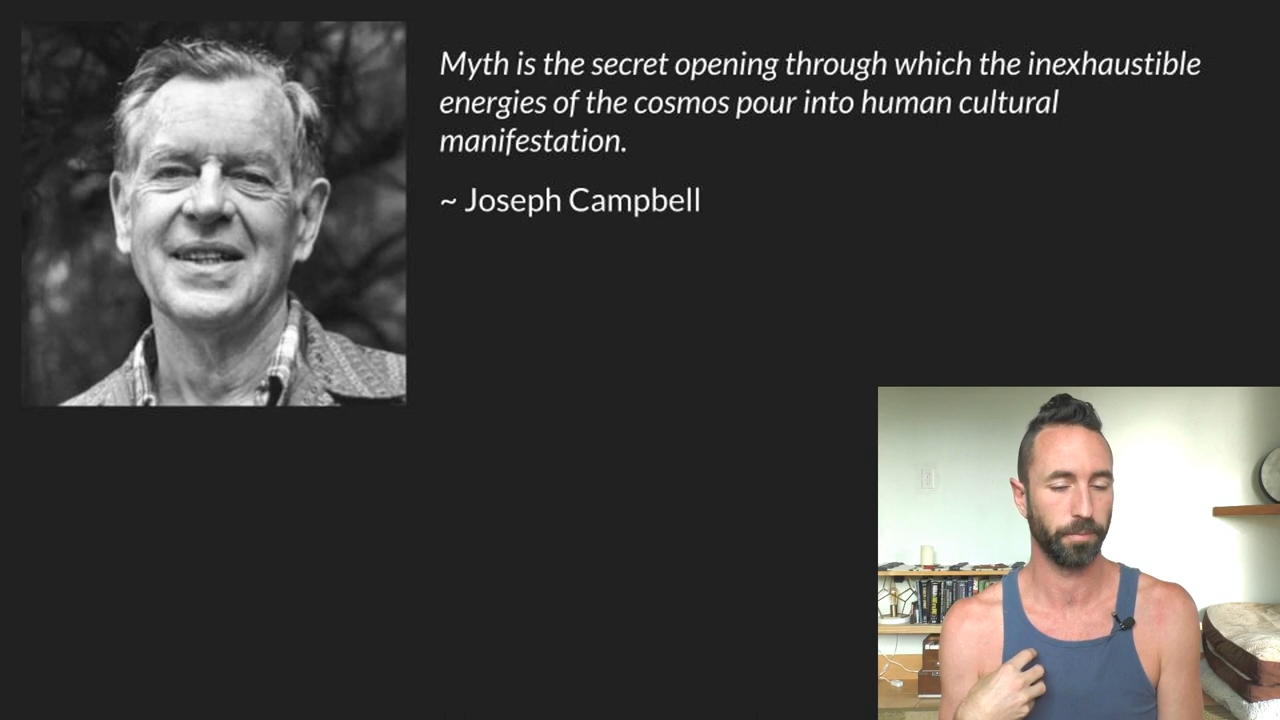 Myth is the secret opening through which the inexhaustible
energies of the cosmos pour into human cultural
manifestation.
~ Joseph Campbell